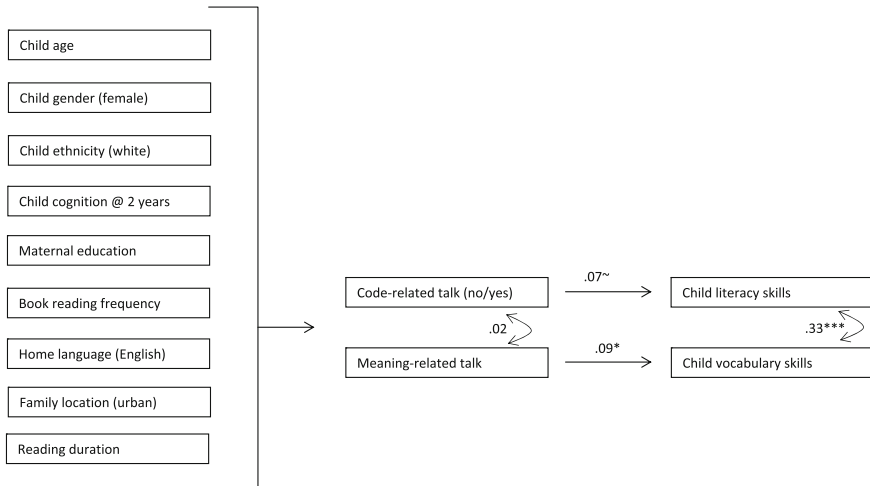 Child age
Child gender (female)
Child ethnicity (white)
Child cognition @ 2 years
Maternal education
Book reading frequency
Home language (English)
Family location (urban)
Reading duration
Code-related talk (no/yes)
.07~
Child literacy skills
.02
.33***
Meaning-related talk
.09*
Child vocabulary skills